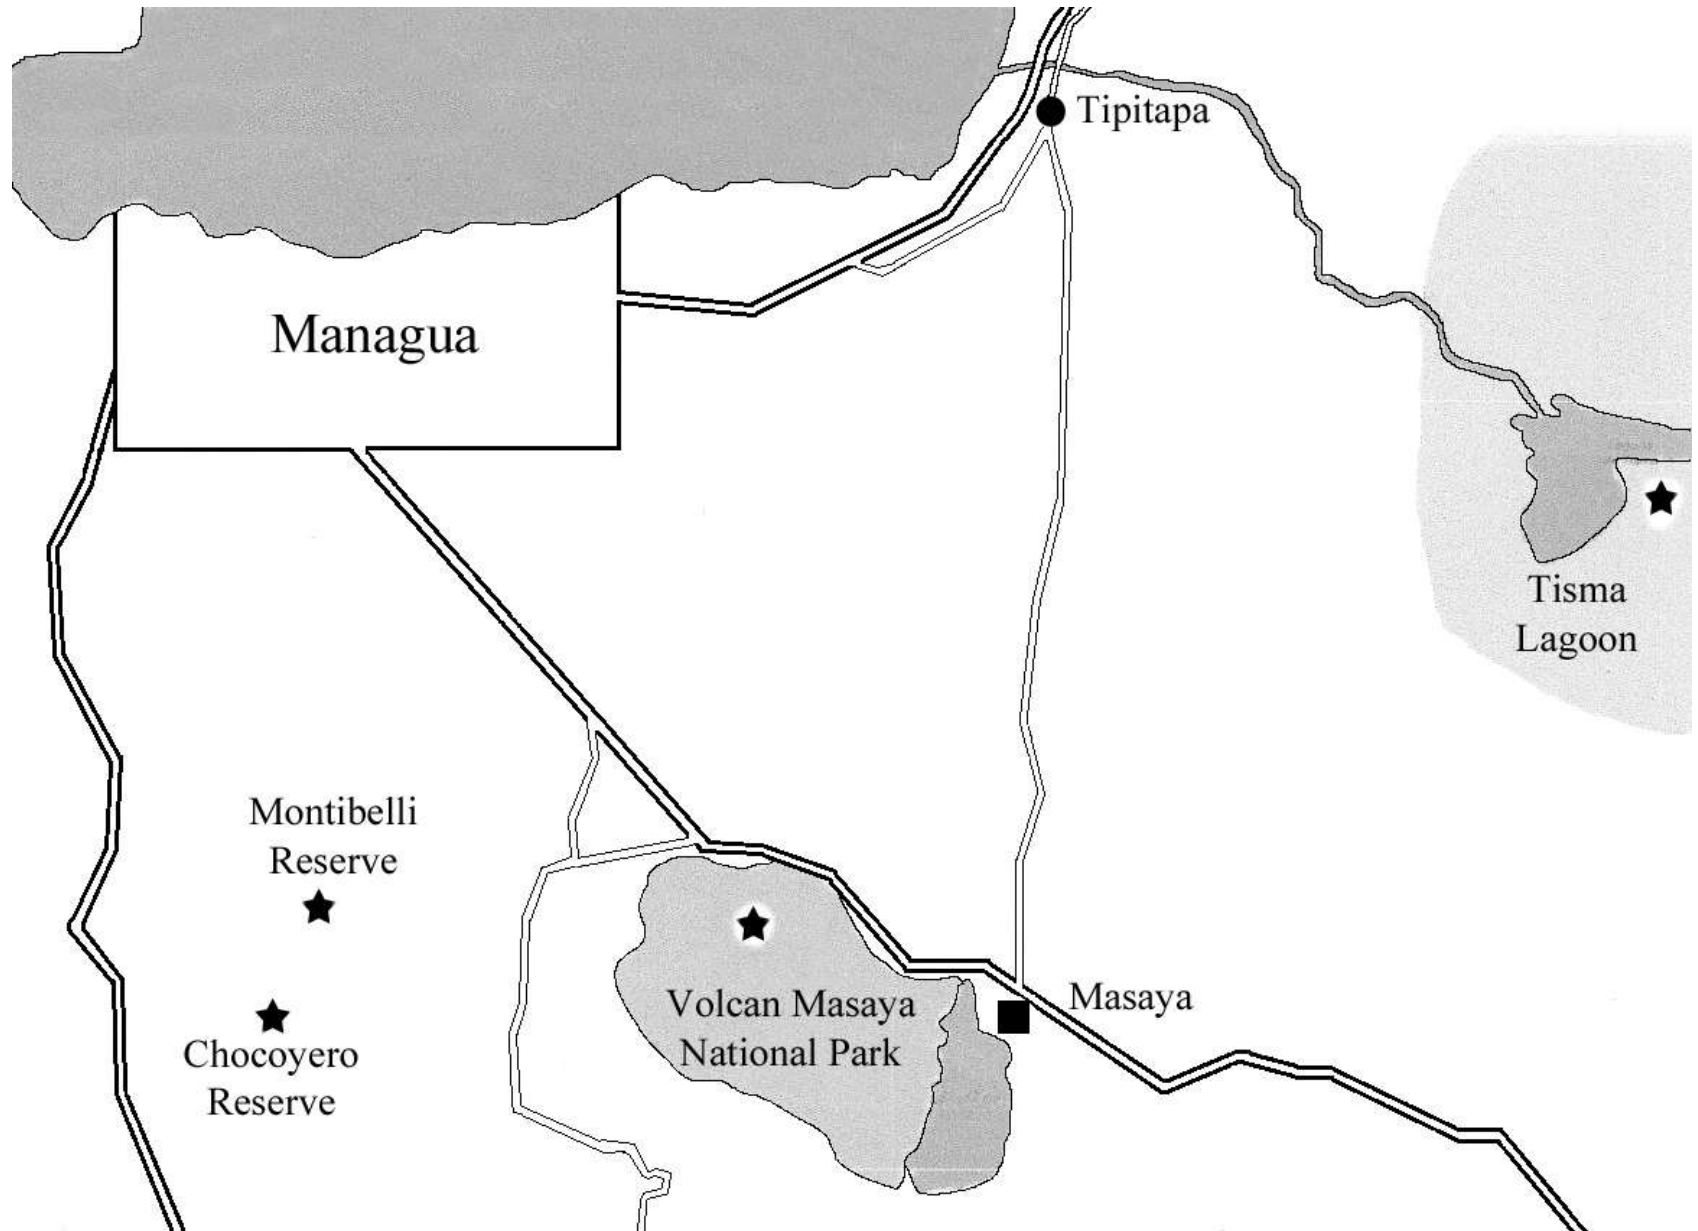 Tipitapa
Managua
Tisma
Lagoon
Montibelli
Reserve
Volcan Masaya
National Park
Masaya
Chocoyero
Reserve